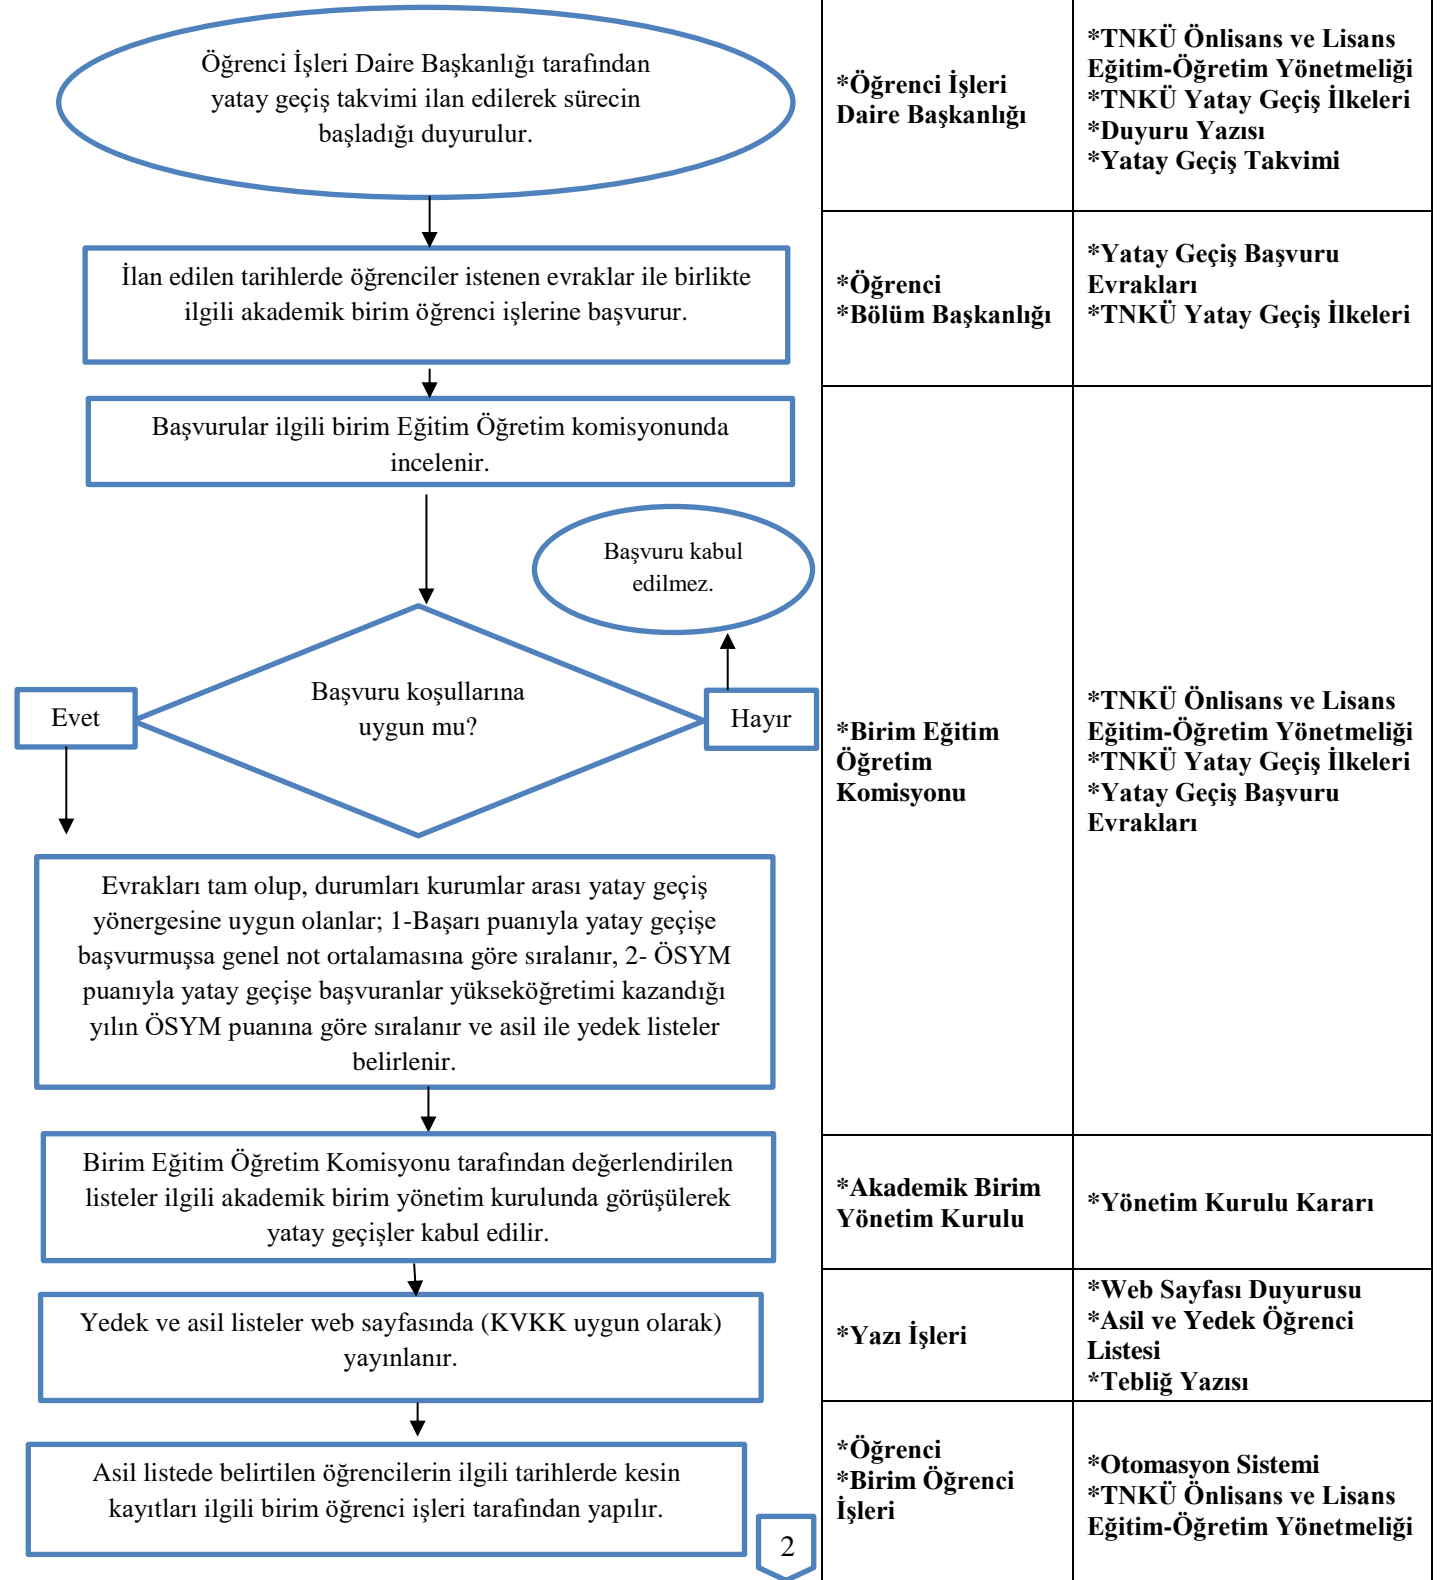 Öğrenci İşleri Daire Başkanlığı tarafından
yatay geçiş takvimi ilan edilerek sürecin
başladığı duyurulur.
*Öğrenci İşleri
Daire Başkanlığı
*TNKÜ Önlisans ve Lisans
Eğitim-Öğretim Yönetmeliği
*TNKÜ Yatay Geçiş İlkeleri
*Duyuru Yazısı
*Yatay Geçiş Takvimi
İlan edilen tarihlerde öğrenciler istenen evraklar ile birlikte
ilgili akademik birim öğrenci işlerine başvurur.
*Öğrenci
*Bölüm Başkanlığı
*Yatay Geçiş Başvuru
Evrakları
*TNKÜ Yatay Geçiş İlkeleri
Başvurular ilgili birim Eğitim Öğretim komisyonunda
incelenir.
Başvuru kabul
edilmez.
Başvuru koşullarına
uygun mu?
Evet
Hayır
Evrakları tam olup, durumları kurumlar arası yatay geçiş
yönergesine uygun olanlar; 1-Başarı puanıyla yatay geçişe
başvurmuşsa genel not ortalamasına göre sıralanır, 2- ÖSYM
puanıyla yatay geçişe başvuranlar yükseköğretimi kazandığı
yılın ÖSYM puanına göre sıralanır ve asil ile yedek listeler
belirlenir.
*Birim Eğitim
Öğretim
Komisyonu
*TNKÜ Önlisans ve Lisans
Eğitim-Öğretim Yönetmeliği
*TNKÜ Yatay Geçiş İlkeleri
*Yatay Geçiş Başvuru
Evrakları
Birim Eğitim Öğretim Komisyonu tarafından değerlendirilen
listeler ilgili akademik birim yönetim kurulunda görüşülerek
yatay geçişler kabul edilir.
*Akademik Birim
Yönetim Kurulu
*Yönetim Kurulu Kararı
Yedek ve asil listeler web sayfasında (KVKK uygun olarak)
yayınlanır.
*Yazı İşleri
*Web Sayfası Duyurusu
*Asil ve Yedek Öğrenci
Listesi
*Tebliğ Yazısı
Asil listede belirtilen öğrencilerin ilgili tarihlerde kesin
kayıtları ilgili birim öğrenci işleri tarafından yapılır.
2
*Öğrenci
*Birim Öğrenci
İşleri
*Otomasyon Sistemi
*TNKÜ Önlisans ve Lisans
Eğitim-Öğretim Yönetmeliği